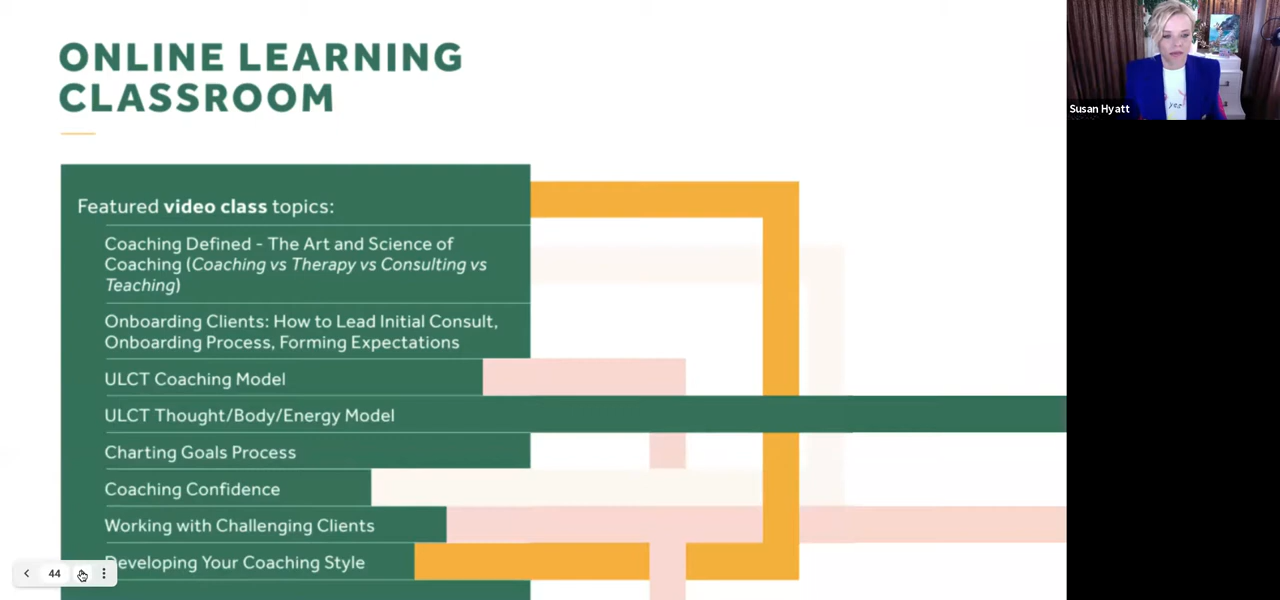 ONLINE LEARNING
CLASSROOM
Susan Hyatt
Featured video class topics:
Coaching Defined - The Art and Science of
Coaching (Coaching vs Therapy vs Consulting vs
Teaching)
Onboarding Clients: How to Lead Initial Consult,
Onboarding Process, Forming Expectations
ULCT Coaching Model
ULCT Thought/Body/Energy Model
Charting Goals Process
Coaching Confidence
Working with Challenging Clients
Developing Your Coaching Style
44
yes